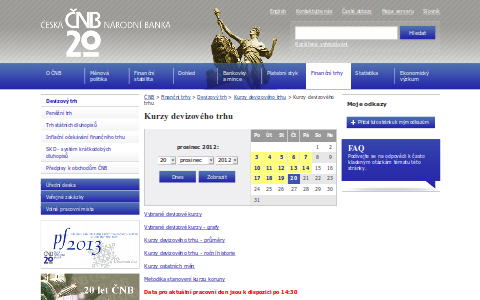 English
Kontaktujte nás
Časté dotazy
Mapa serveru
Slovník
ČESKÁ ČNB NÁRODNÍ BANKA
20
Hledat
Rozšířené vyhledávání
O ČNB
Měnová politika
Finanční stabilita
Dohled
Bankovky a mince
Platební styk
Finanční trhy
Statistika
Ekonomický výzkum
Devizový trh
Peněžní trh
Trh státních dluhopisů
Inflační očekávání finančního trhu
SKD - systém krátkodobých dluhopisů
Předpisy k obchodům ČNB
Úřední deska
Veřejné zakázky
Volná pracovní místa
pf 2013
ČNB 20
20 let ČNB
ČNB > Finanční trhy > Devizový trh > Kurzy devizového trhu > Kurzy devizového trhu
Kurzy devizového trhu
prosinec 2012:
20 prosinec 2012
Dnes
Zobrazit
Po Út St Čt Pá So Ne
1 2
3 4 5 6 7 8 9
10 11 12 13 14 15 16
17 18 19 20 21 22 23
24 25 26 27 28 29 30
31
Vybrané devizové kurzy
Vybrané devizové kurzy - grafy
Kurzy devizového trhu - průměry
Kurzy devizového trhu - roční historie
Kurzy ostatních měn
Metodika stanovení kurzu koruny
Data pro aktuální pracovní den jsou k dispozici po 14:30
Moje odkazy
Přidat tuto stránku k mým odkazům
FAQ
Podívejte se na odpovědi k často
kladeným otázkám tématu této
stránky.